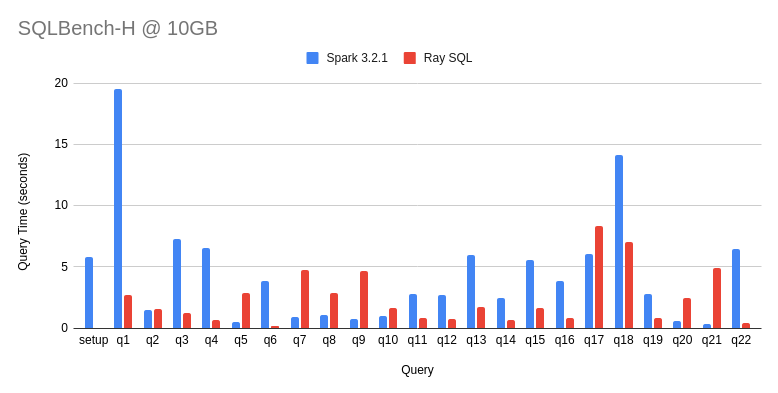 SQLBench-H @ 10GB
Spark 3.2.1 Ray SQL
20
15
10
5
0
Query Time (seconds)
setup q1 q2 q3 q4 q5 q6 q7 q8 q9 q10 q11 q12 q13 q14 q15 q16 q17 q18 q19 q20 q21 q22
Query